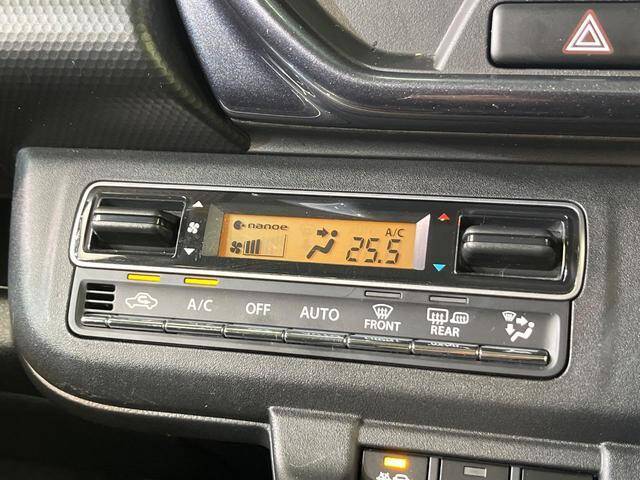 nanoe
A/C
25.5
A/C OFF AUTO FRONT REAR